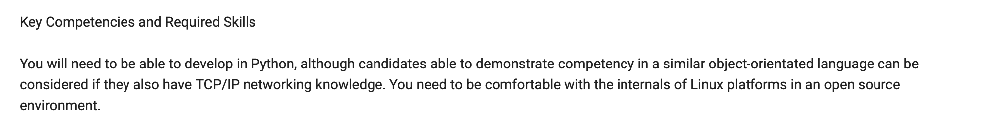 Key Competencies and Required Skills
You will need to be able to develop in Python, although candidates able to demonstrate competency in a similar object-orientated language can be
considered if they also have TCP/IP networking knowledge. You need to be comfortable with the internals of Linux platforms in an open source
environment.